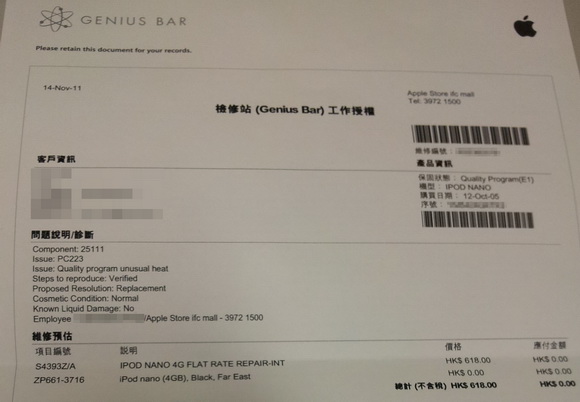 GENIUS BAR
Please retain this document for your records.
14-Nov-11
Apple Store ifc mall
Tel: 3972 1500
檢修站 (Genius Bar) 工作授權
維修編號:
客戶資訊
產品資訊
保固狀態: Quality Program(E1)
機型: IPOD NANO
購買日期: 12-Oct-05
序號:
問題說明/診斷
Component: 25111
Issue: PC223
Issue: Quality program unusual heat
Steps to reproduce: Verified
Proposed Resolution: Replacement
Cosmetic Condition: Normal
Known Liquid Damage: No
Employee /Apple Store ifc mall - 3972 1500
維修預估
項目編號 說明 價格 應付金額
S4393Z/A IPOD NANO 4G FLAT RATE REPAIR-INT HK$ 618.00 HK$ 0.00
ZP661-3716 iPod nano (4GB), Black, Far East HK$ 0.00 HK$ 0.00
總計 (不含稅) HK$ 618.00 HK$ 0.00